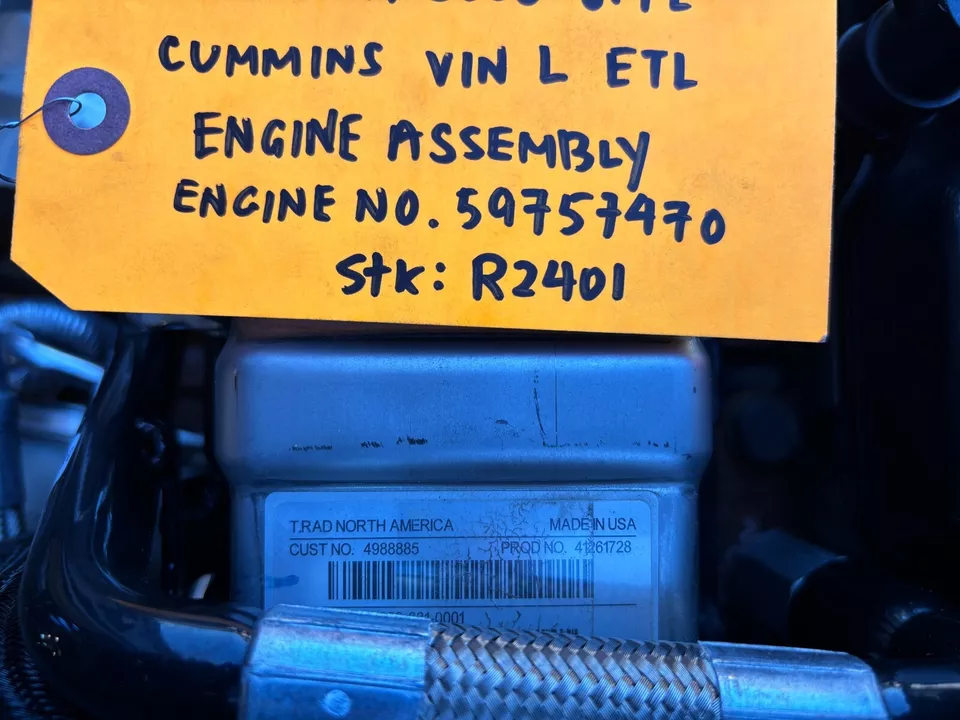 CUMMINS VIN L ETL
ENGINE ASSEMBLY
ENGINE NO. 59757470
Stk: R2401
T.RAD NORTH AMERICA MADE IN USA
CUST NO. 4988885 PROD NO. 41261728